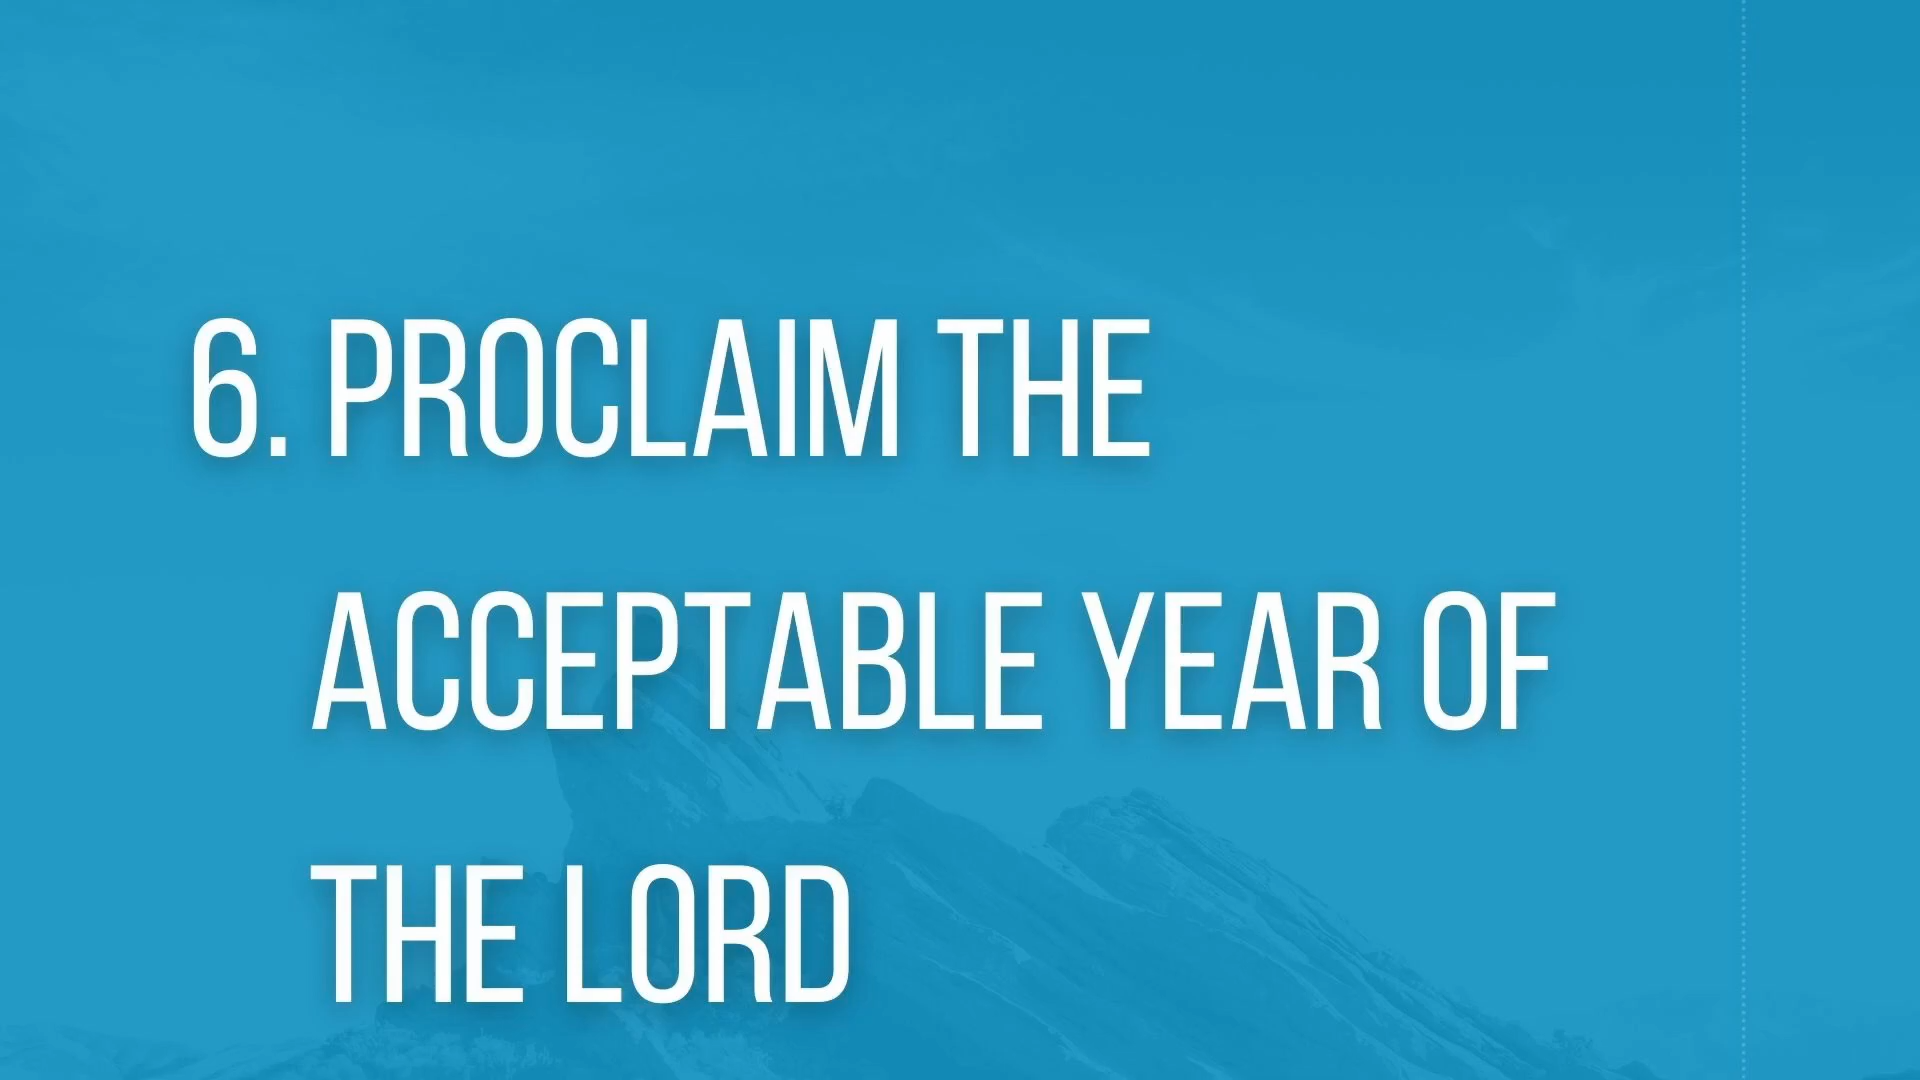 6. PROCLAIM THE
ACCEPTABLE YEAR OF
THE LORD